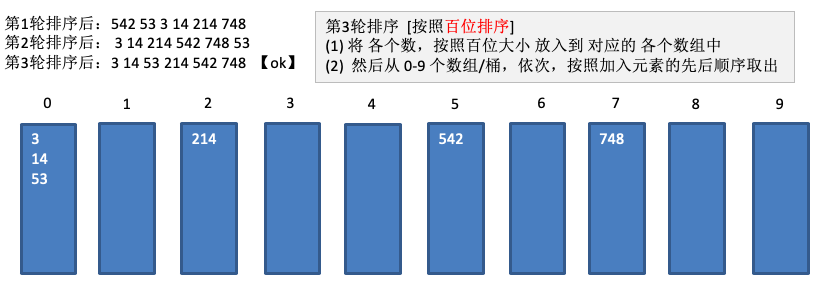 第1轮排序后：542 53 3 14 214 748
第2轮排序后： 3 14 214 542 748 53
第3轮排序后：3 14 53 214 542 748 【ok】
第3轮排序 [按照百位排序]
(1) 将 各个数，按照百位大小 放入到 对应的 各个数组中
(2) 然后从 0-9 个数组/桶，依次，按照加入元素的先后顺序取出
0 1 2 3 4 5 6 7 8 9
3 214 542 748
14
53